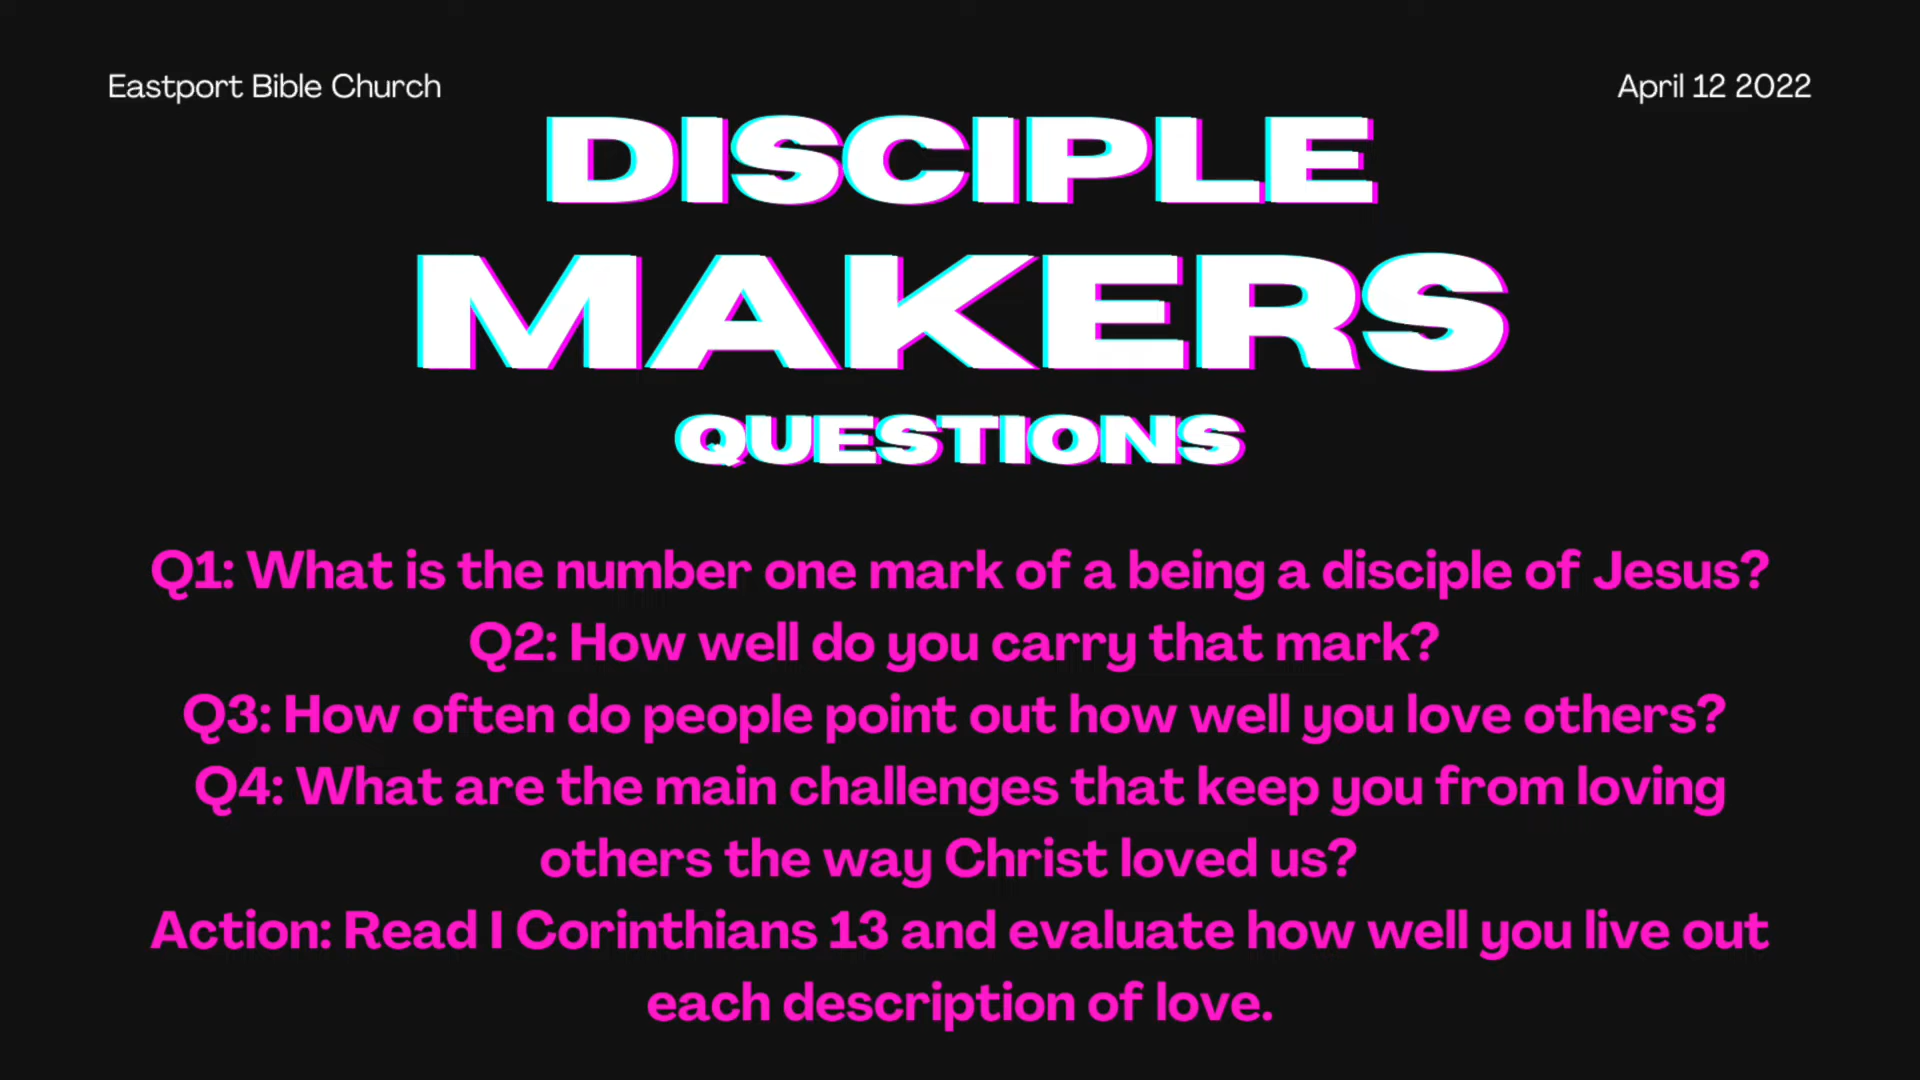 Eastport Bible Church
April 12 2022
DISCIPLE
MAKERS
QUESTIONS
Q1: What is the number one mark of a being a disciple of Jesus?
Q2: How well do you carry that mark?
Q3: How often do people point out how well you love others?
Q4: What are the main challenges that keep you from loving
others the way Christ loved us?
Action: Read I Corinthians 13 and evaluate how well you live out
each description of love.